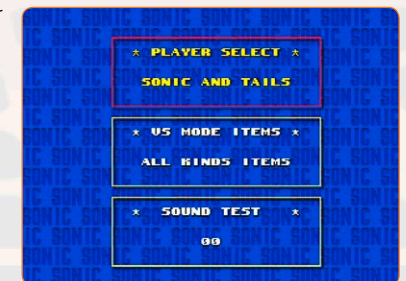 * PLAYER SELECT *
SONIC AND TAILS
* VS MODE ITEMS *
ALL KINDS ITEMS
* SOUND TEST *
00